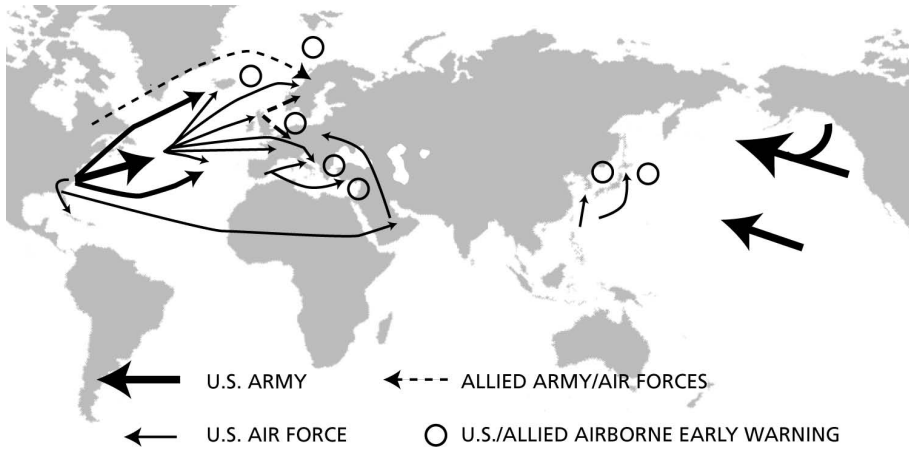 U.S. ARMY
ALLIED ARMY/AIR FORCES
U.S. AIR FORCE
U.S./ALLIED AIRBORNE EARLY WARNING